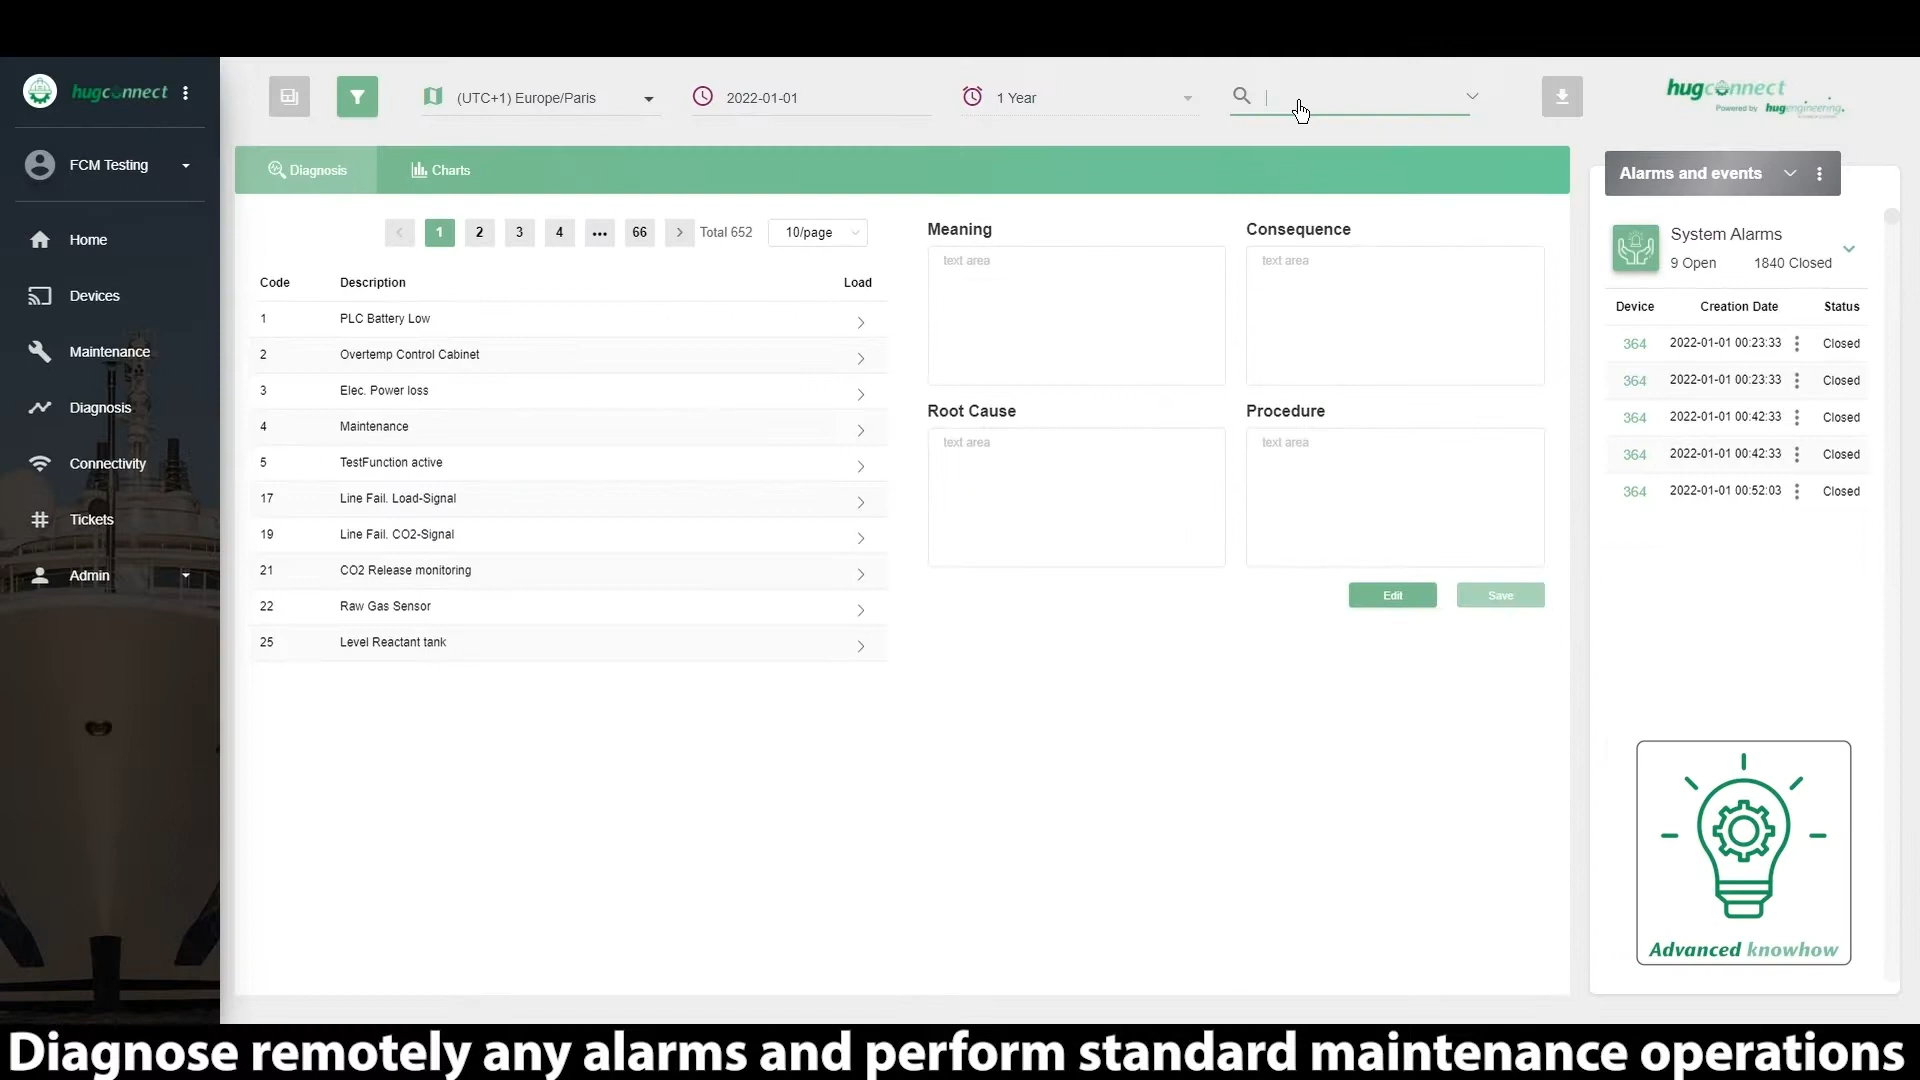 hugconnect
FCM Testing
Home
Devices
Maintenance
Diagnosis
Connectivity
Tickets
Admin
(UTC+1) Europe/Paris
2022-01-01
1 Year
hugconnect
Powered by hugengineering.
Diagnosis
Charts
1 2 3 4 ••• 66 Total 652 10/page
Code Description Load
1 PLC Battery Low
2 Overtemp Control Cabinet
3 Elec. Power loss
4 Maintenance
5 TestFunction active
17 Line Fail. Load-Signal
19 Line Fail. CO2-Signal
21 CO2 Release monitoring
22 Raw Gas Sensor
25 Level Reactant tank
Meaning
text area
Consequence
text area
Root Cause
text area
Procedure
text area
Edit
Save
Alarms and events
System Alarms
9 Open 1840 Closed
Device Creation Date Status
364 2022-01-01 00:23:33 Closed
364 2022-01-01 00:23:33 Closed
364 2022-01-01 00:42:33 Closed
364 2022-01-01 00:42:33 Closed
364 2022-01-01 00:52:03 Closed
Advanced knowhow
Diagnose remotely any alarms and perform standard maintenance operations